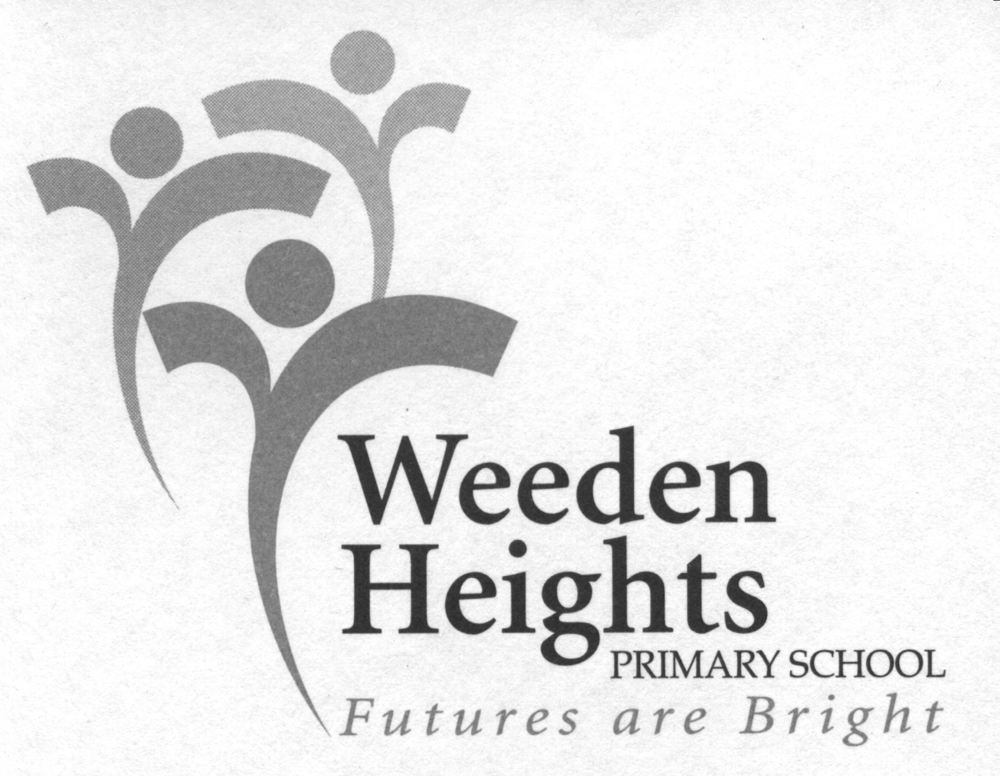 Weeden
Heights
PRIMARY SCHOOL
Futures are Bright